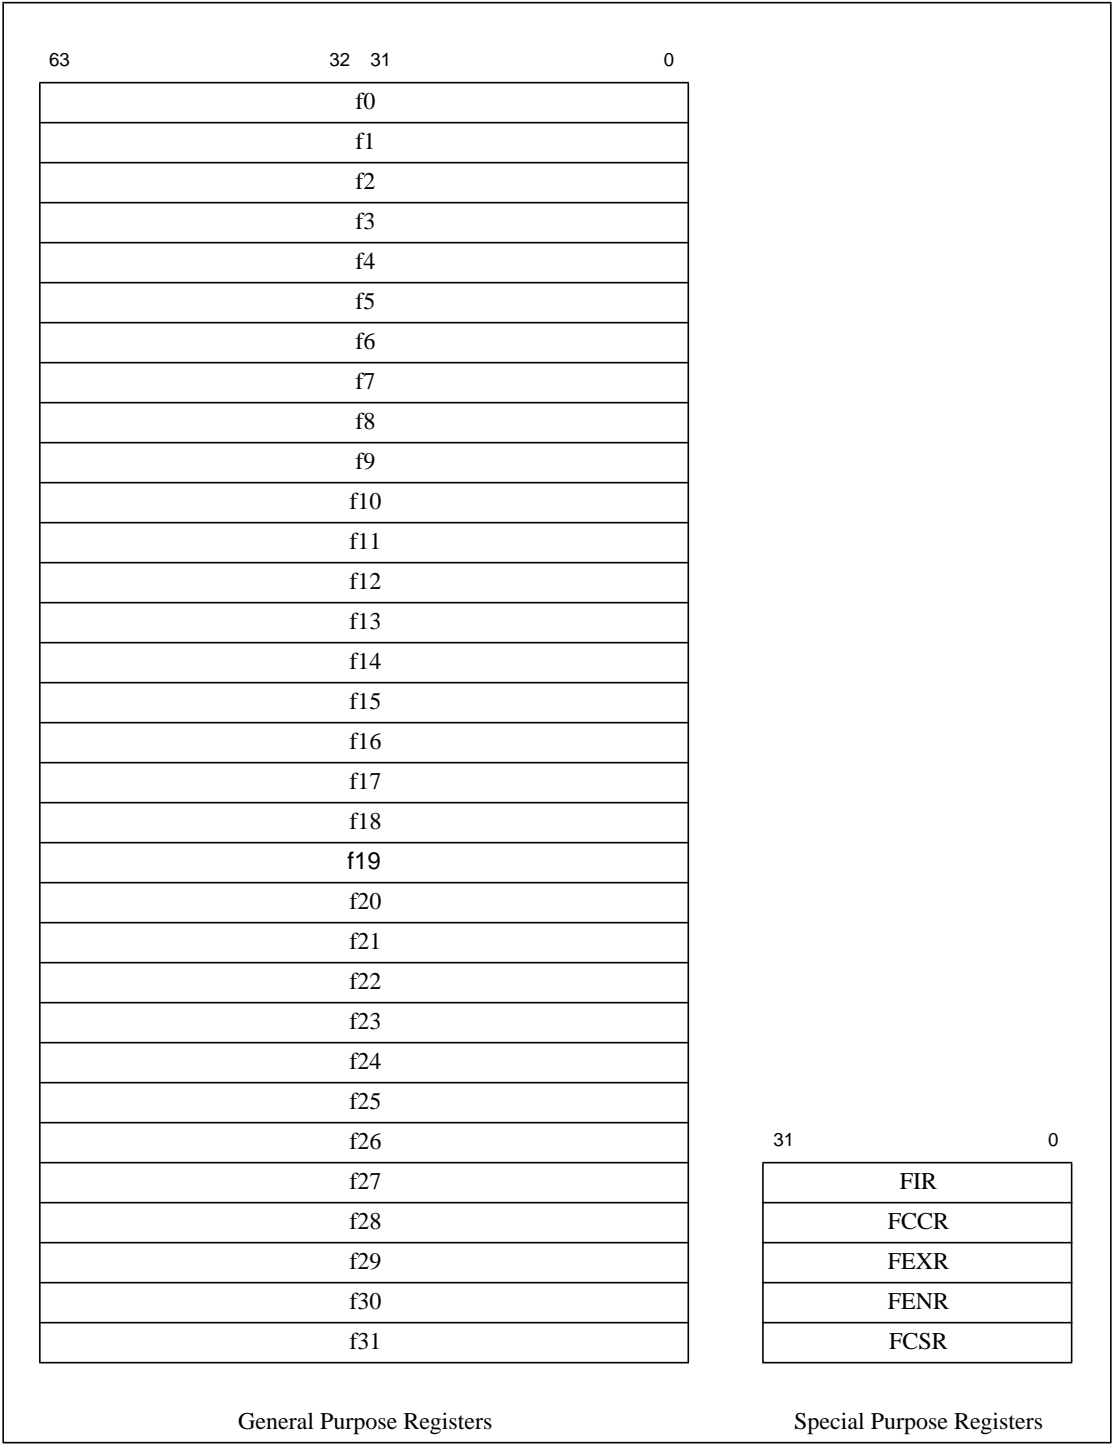 63 32 31 0
f0
f1
f2
f3
f4
f5
f6
f7
f8
f9
f10
f11
f12
f13
f14
f15
f16
f17
f18
f19
f20
f21
f22
f23
f24
f25
f26
f27
f28
f29
f30
f31
General Purpose Registers
31 0
FIR
FCCR
FEXR
FENR
FCSR
Special Purpose Registers